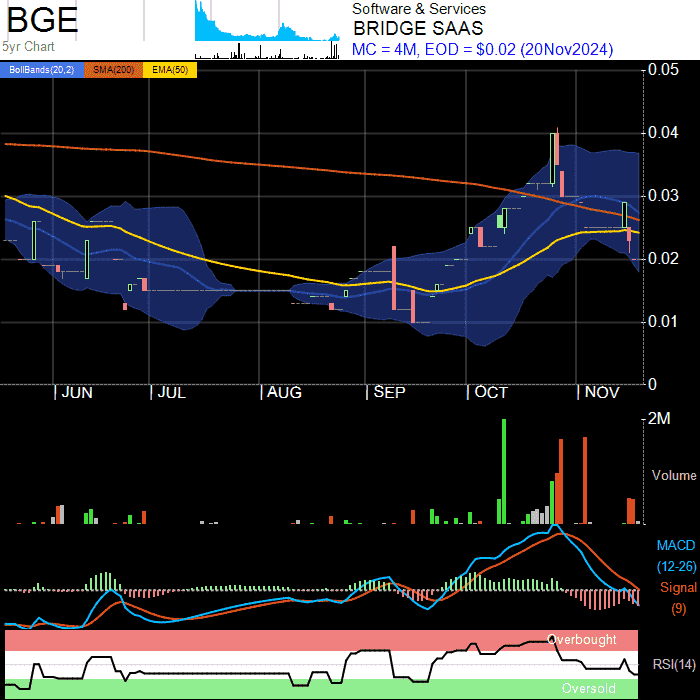 BGE
5yr Chart
Software & Services
BRIDGE SAAS
MC = 4M, EOD = $0.02 (20Nov2024)
BollBands(20,2) SMA(200) EMA(50)
0.05
0.04
0.03
0.02
0.01
0
| JUN | JUL | AUG | SEP | OCT | NOV
2M
Volume
MACD
(12-26)
Signal
(9)
Overbought
RSI(14)
Oversold